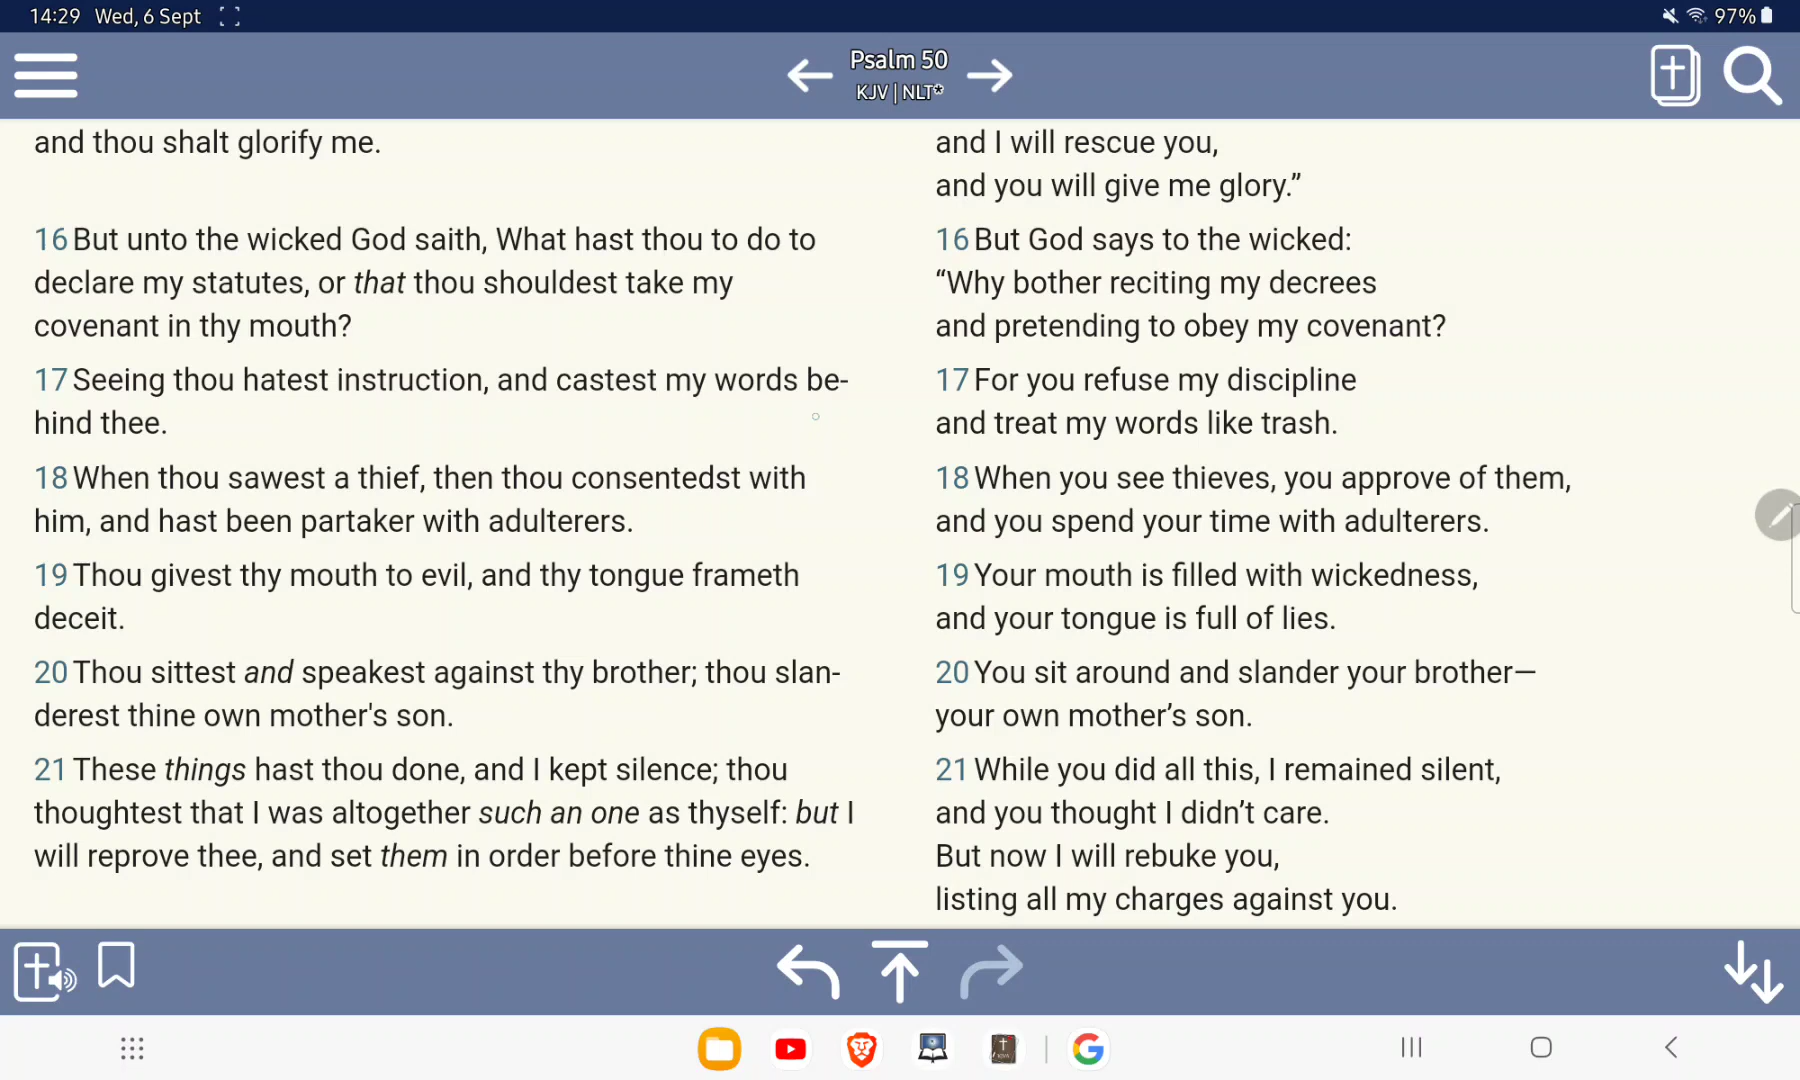 14:29 Wed, 6 Sept
97%
Psalm 50
KJV | NLT*
and thou shalt glorify me.
16 But unto the wicked God saith, What hast thou to do to
declare my statutes, or that thou shouldest take my
covenant in thy mouth?
17 Seeing thou hatest instruction, and castest my words be-
hind thee.
18 When thou sawest a thief, then thou consentedst with
him, and hast been partaker with adulterers.
19 Thou givest thy mouth to evil, and thy tongue frameth
deceit.
20 Thou sittest and speakest against thy brother; thou slan-
derest thine own mother's son.
21 These things hast thou done, and I kept silence; thou
thoughtest that I was altogether such an one as thyself: but I
will reprove thee, and set them in order before thine eyes.
and I will rescue you,
and you will give me glory.”
16 But God says to the wicked:
“Why bother reciting my decrees
and pretending to obey my covenant?
17 For you refuse my discipline
and treat my words like trash.
18 When you see thieves, you approve of them,
and you spend your time with adulterers.
19 Your mouth is filled with wickedness,
and your tongue is full of lies.
20 You sit around and slander your brother—
your own mother’s son.
21 While you did all this, I remained silent,
and you thought I didn’t care.
But now I will rebuke you,
listing all my charges against you.